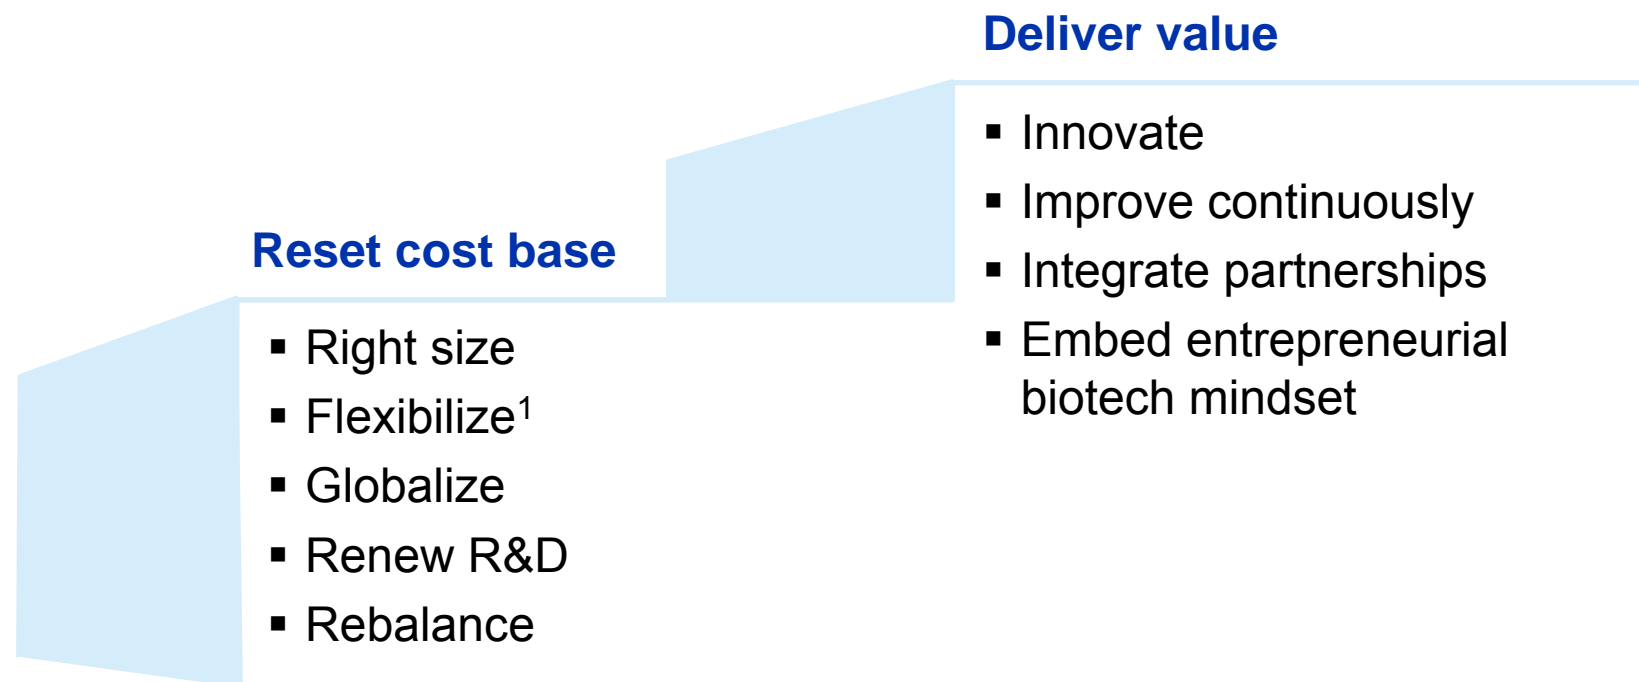 Deliver value
▪ Innovate
▪ Improve continuously
▪ Integrate partnerships
▪ Embed entrepreneurial
biotech mindset
Reset cost base
▪ Right size
▪ Flexibilize¹
▪ Globalize
▪ Renew R&D
▪ Rebalance